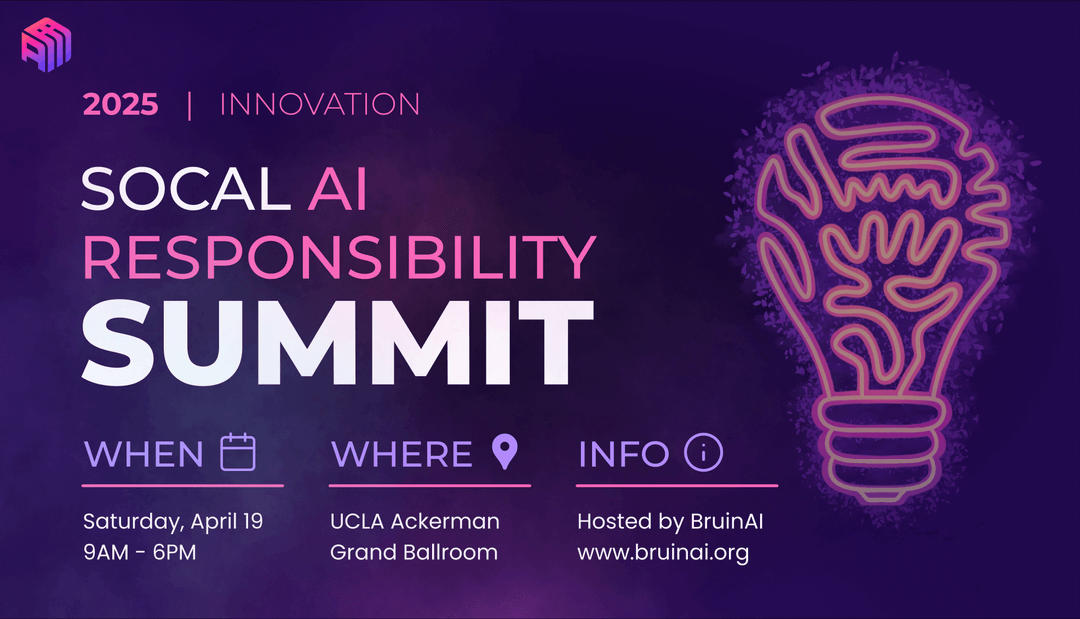 2025 | INNOVATION
SOCAL AI
RESPONSIBILITY
SUMMIT
WHEN
WHERE
INFO
Saturday, April 19
9AM - 6PM
UCLA Ackerman
Grand Ballroom
Hosted by BruinAI
www.bruinai.org